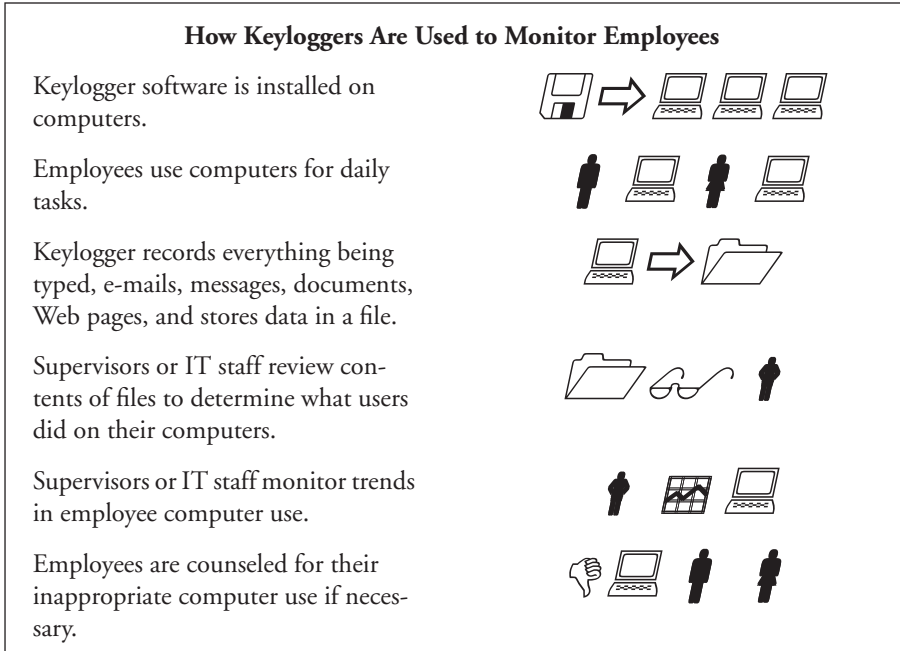 How Keyloggers Are Used to Monitor Employees
Keylogger software is installed on
computers.
Employees use computers for daily
tasks.
Keylogger records everything being
typed, e-mails, messages, documents,
Web pages, and stores data in a file.
Supervisors or IT staff review con-
tents of files to determine what users
did on their computers.
Supervisors or IT staff monitor trends
in employee computer use.
Employees are counseled for their
inappropriate computer use if neces-
sary.